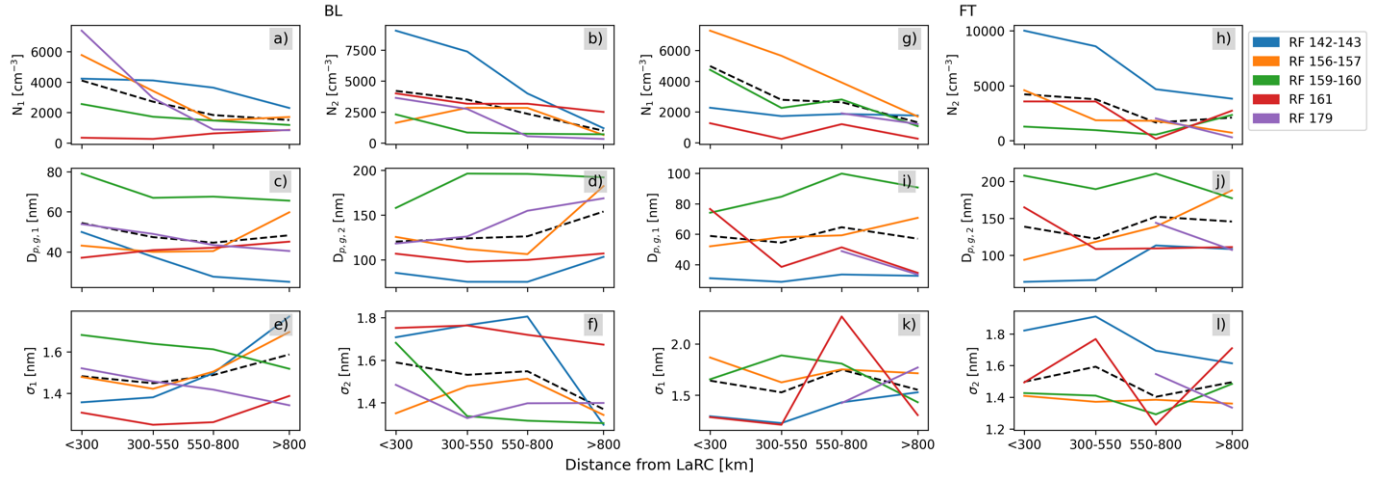 BL
FT
a)
b)
g)
h)
N1 [cm−3]
6000
4000
2000
0
N2 [cm−3]
7500
5000
2500
0
N1 [cm−3]
6000
4000
2000
0
N2 [cm−3]
10000
5000
0
RF 142-143
RF 156-157
RF 159-160
RF 161
RF 179
c)
d)
i)
j)
Dp, g, 1 [nm]
80
60
40
Dp, g, 2 [nm]
200
150
100
Dp, g, 1 [nm]
100
80
60
40
Dp, g, 2 [nm]
200
150
100
e)
f)
k)
l)
σ1 [nm]
1.6
1.4
σ2 [nm]
1.8
1.6
1.4
σ1 [nm]
2.0
1.5
σ2 [nm]
1.8
1.6
1.4
1.2
<300 300-550 550-800 >800
<300 300-550 550-800 >800
<300 300-550 550-800 >800
<300 300-550 550-800 >800
Distance from LaRC [km]